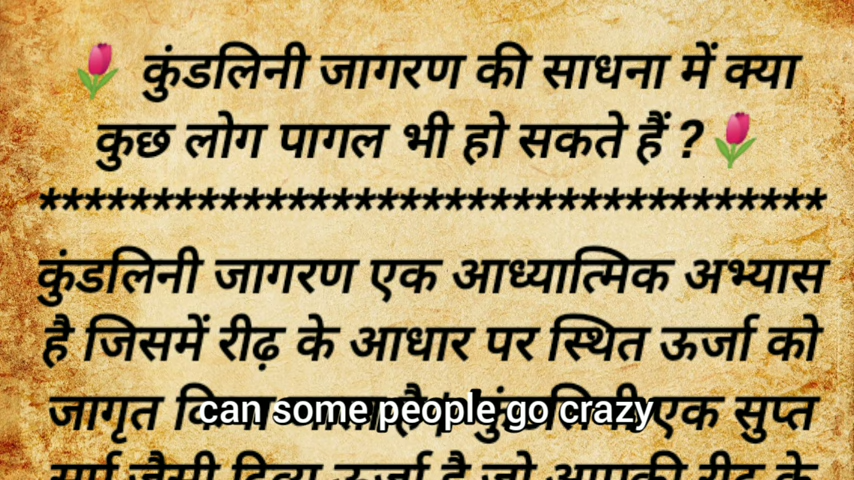 🌷 कुंडलिनी जागरण की साधना में क्या
कुछ लोग पागल भी हो सकते हैं ?🌷
***********************************
कुंडलिनी जागरण एक आध्यात्मिक अभ्यास
है जिसमें रीढ़ के आधार पर स्थित ऊर्जा को
जागृत एक सुप्त
can some people go crazy